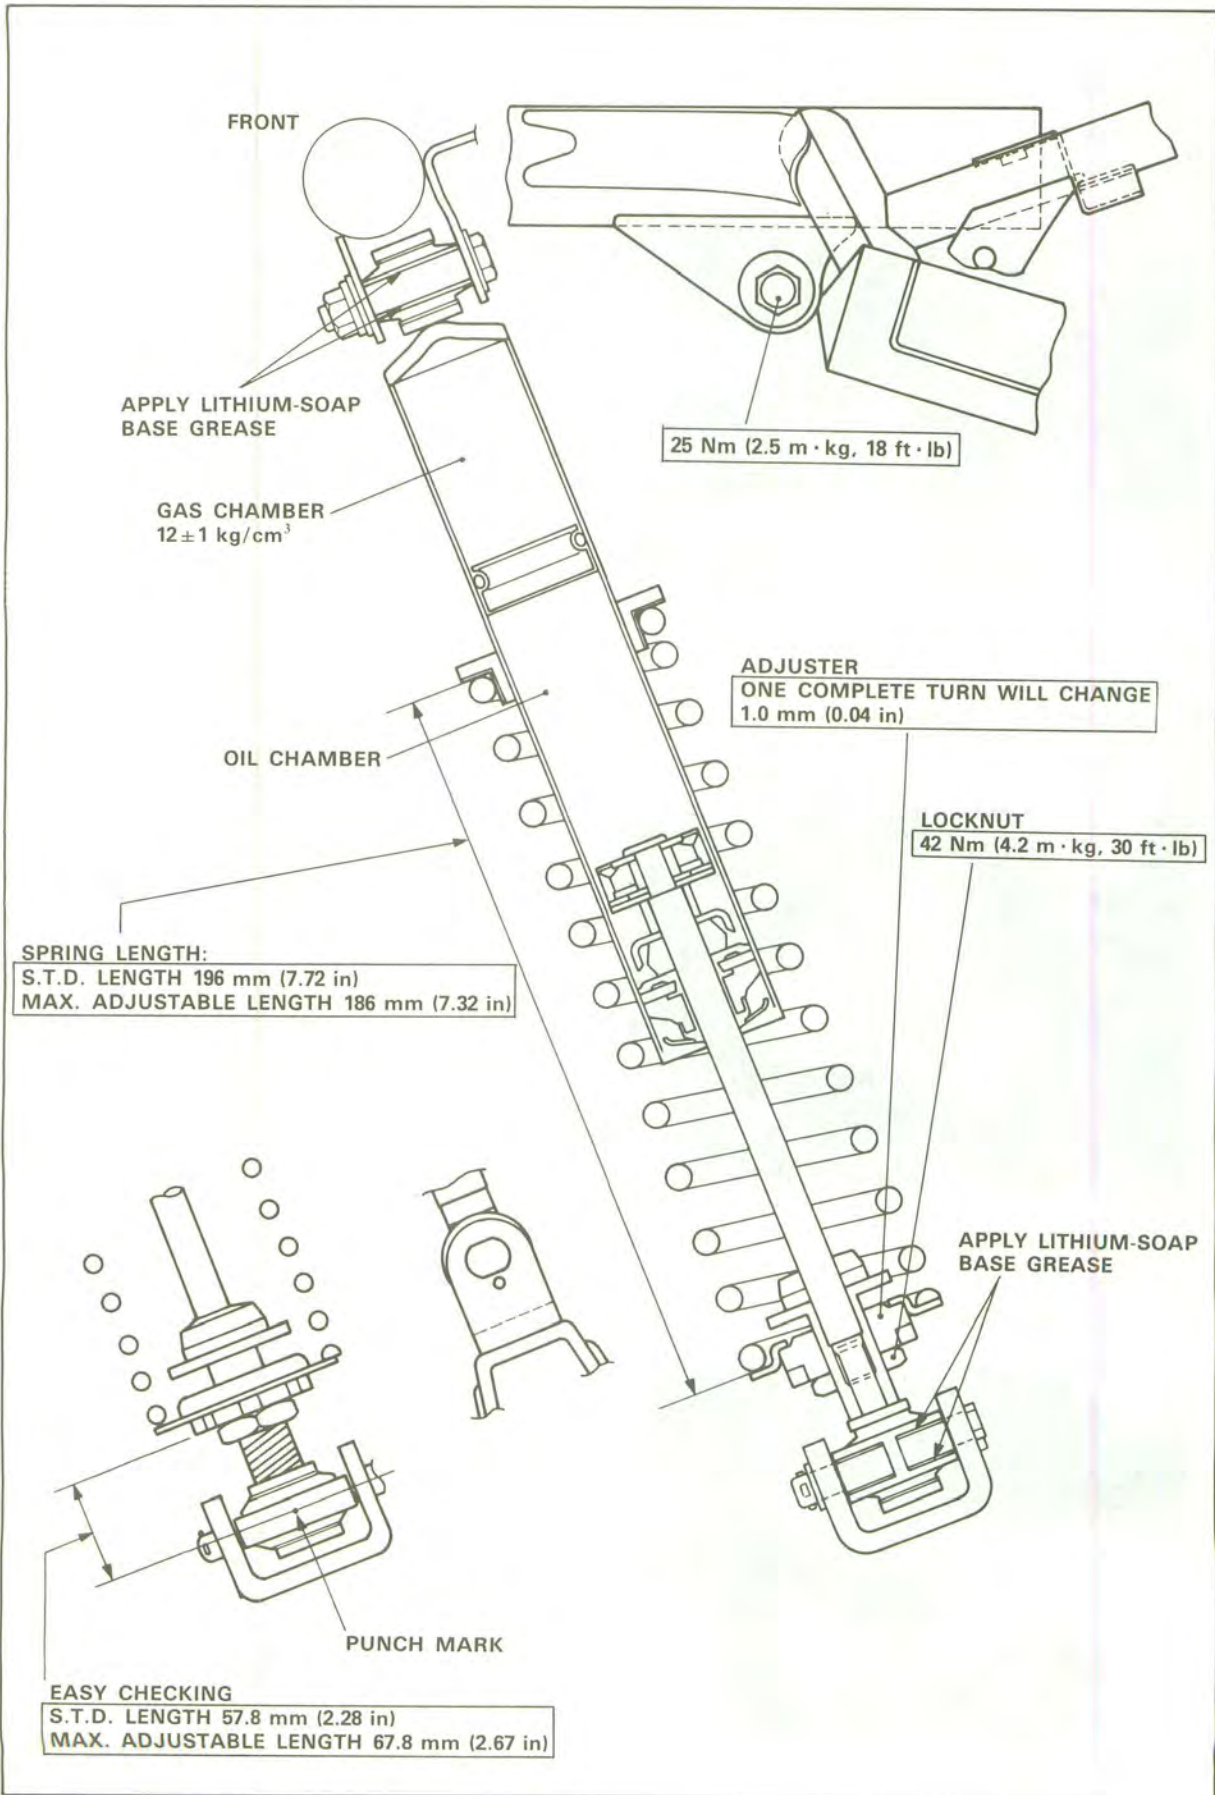 FRONT
APPLY LITHIUM-SOAP
BASE GREASE
25 Nm (2.5 m · kg, 18 ft · lb)
GAS CHAMBER
12±1 kg/cm³
ADJUSTER
ONE COMPLETE TURN WILL CHANGE
1.0 mm (0.04 in)
OIL CHAMBER
LOCKNUT
42 Nm (4.2 m · kg, 30 ft · lb)
SPRING LENGTH:
S.T.D. LENGTH 196 mm (7.72 in)
MAX. ADJUSTABLE LENGTH 186 mm (7.32 in)
APPLY LITHIUM-SOAP
BASE GREASE
PUNCH MARK
EASY CHECKING
S.T.D. LENGTH 57.8 mm (2.28 in)
MAX. ADJUSTABLE LENGTH 67.8 mm (2.67 in)